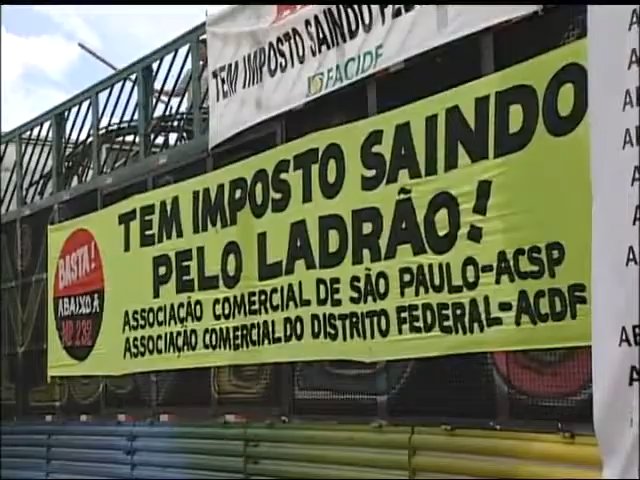 TEM IMPOSTO SAINDO
FACIDF
TEM IMPOSTO SAINDO
PELO LADRÃO!
BASTA!
ABAIXO A
MP 232
ASSOCIAÇÃO COMERCIAL DE SÃO PAULO-ACSP
ASSOCIAÇÃO COMERCIAL DO DISTRITO FEDERAL-ACDF